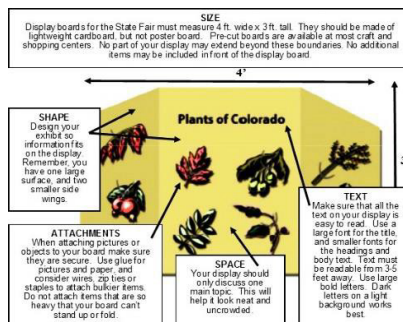 SIZE
Display boards for the State Fair must measure 4 ft. wide x 3 ft. tall. They should be made of
lightweight cardboard, but not poster board. Pre-cut boards are available at most craft and
shopping centers. No part of your display may extend beyond these boundaries. No additional
items may be included in front of the display board.
4'
SHAPE
Design your
exhibit so
information fits
on the display.
Remember, you
have one large
surface, and two
smaller side
wings.
Plants of Colorado
ATTACHMENTS
When attaching pictures or
objects to your board make sure
they are secure. Use glue for
pictures and paper, and
consider wires, zip ties or
staples to attach bulkier items.
Do not attach items that are so
heavy that your board can't
stand up or fold.
SPACE
Your display should
only discuss one
main topic. This will
help it look neat and
uncrowded.
TEXT
Make sure that all the
text on your display is
easy to read. Use a
large font for the title,
and smaller fonts for
the headings and
body text. Text must
be readable from 3-5
feet away. Use large
bold letters. Dark
letters on a light
background works
best.